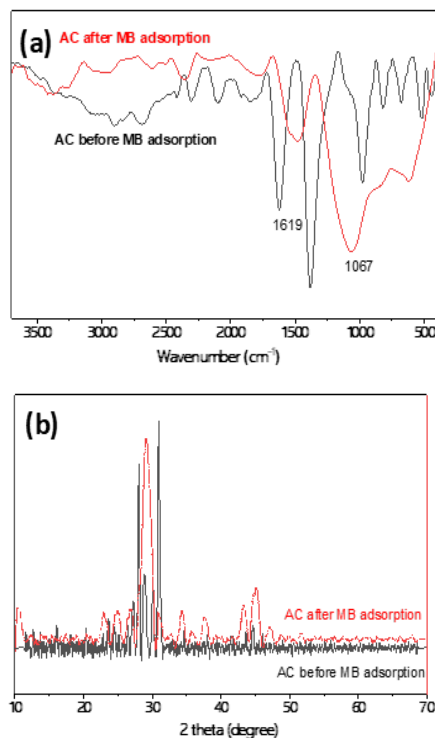 (a)
AC after MB adsorption
AC before MB adsorption
1619
1067
3500 3000 2500 2000 1500 1000 500
Wavenumber (cm⁻¹)
(b)
AC after MB adsorption
AC before MB adsorption
10 20 30 40 50 60 70
2 theta (degree)